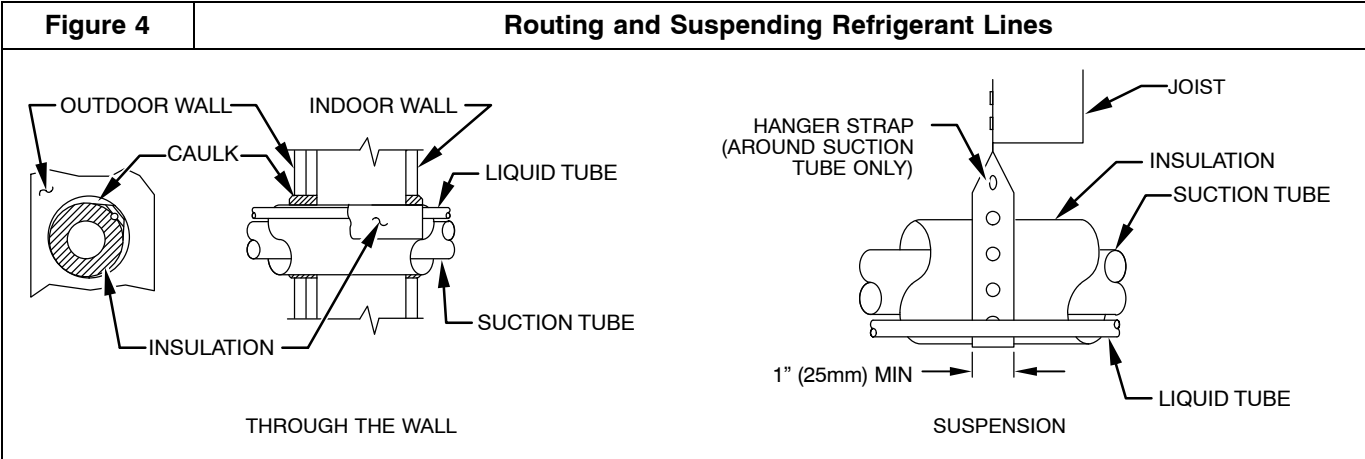 Figure 4
Routing and Suspending Refrigerant Lines
OUTDOOR WALL
INDOOR WALL
CAULK
LIQUID TUBE
SUCTION TUBE
INSULATION
THROUGH THE WALL
JOIST
HANGER STRAP
(AROUND SUCTION
TUBE ONLY)
INSULATION
SUCTION TUBE
1” (25mm) MIN
LIQUID TUBE
SUSPENSION